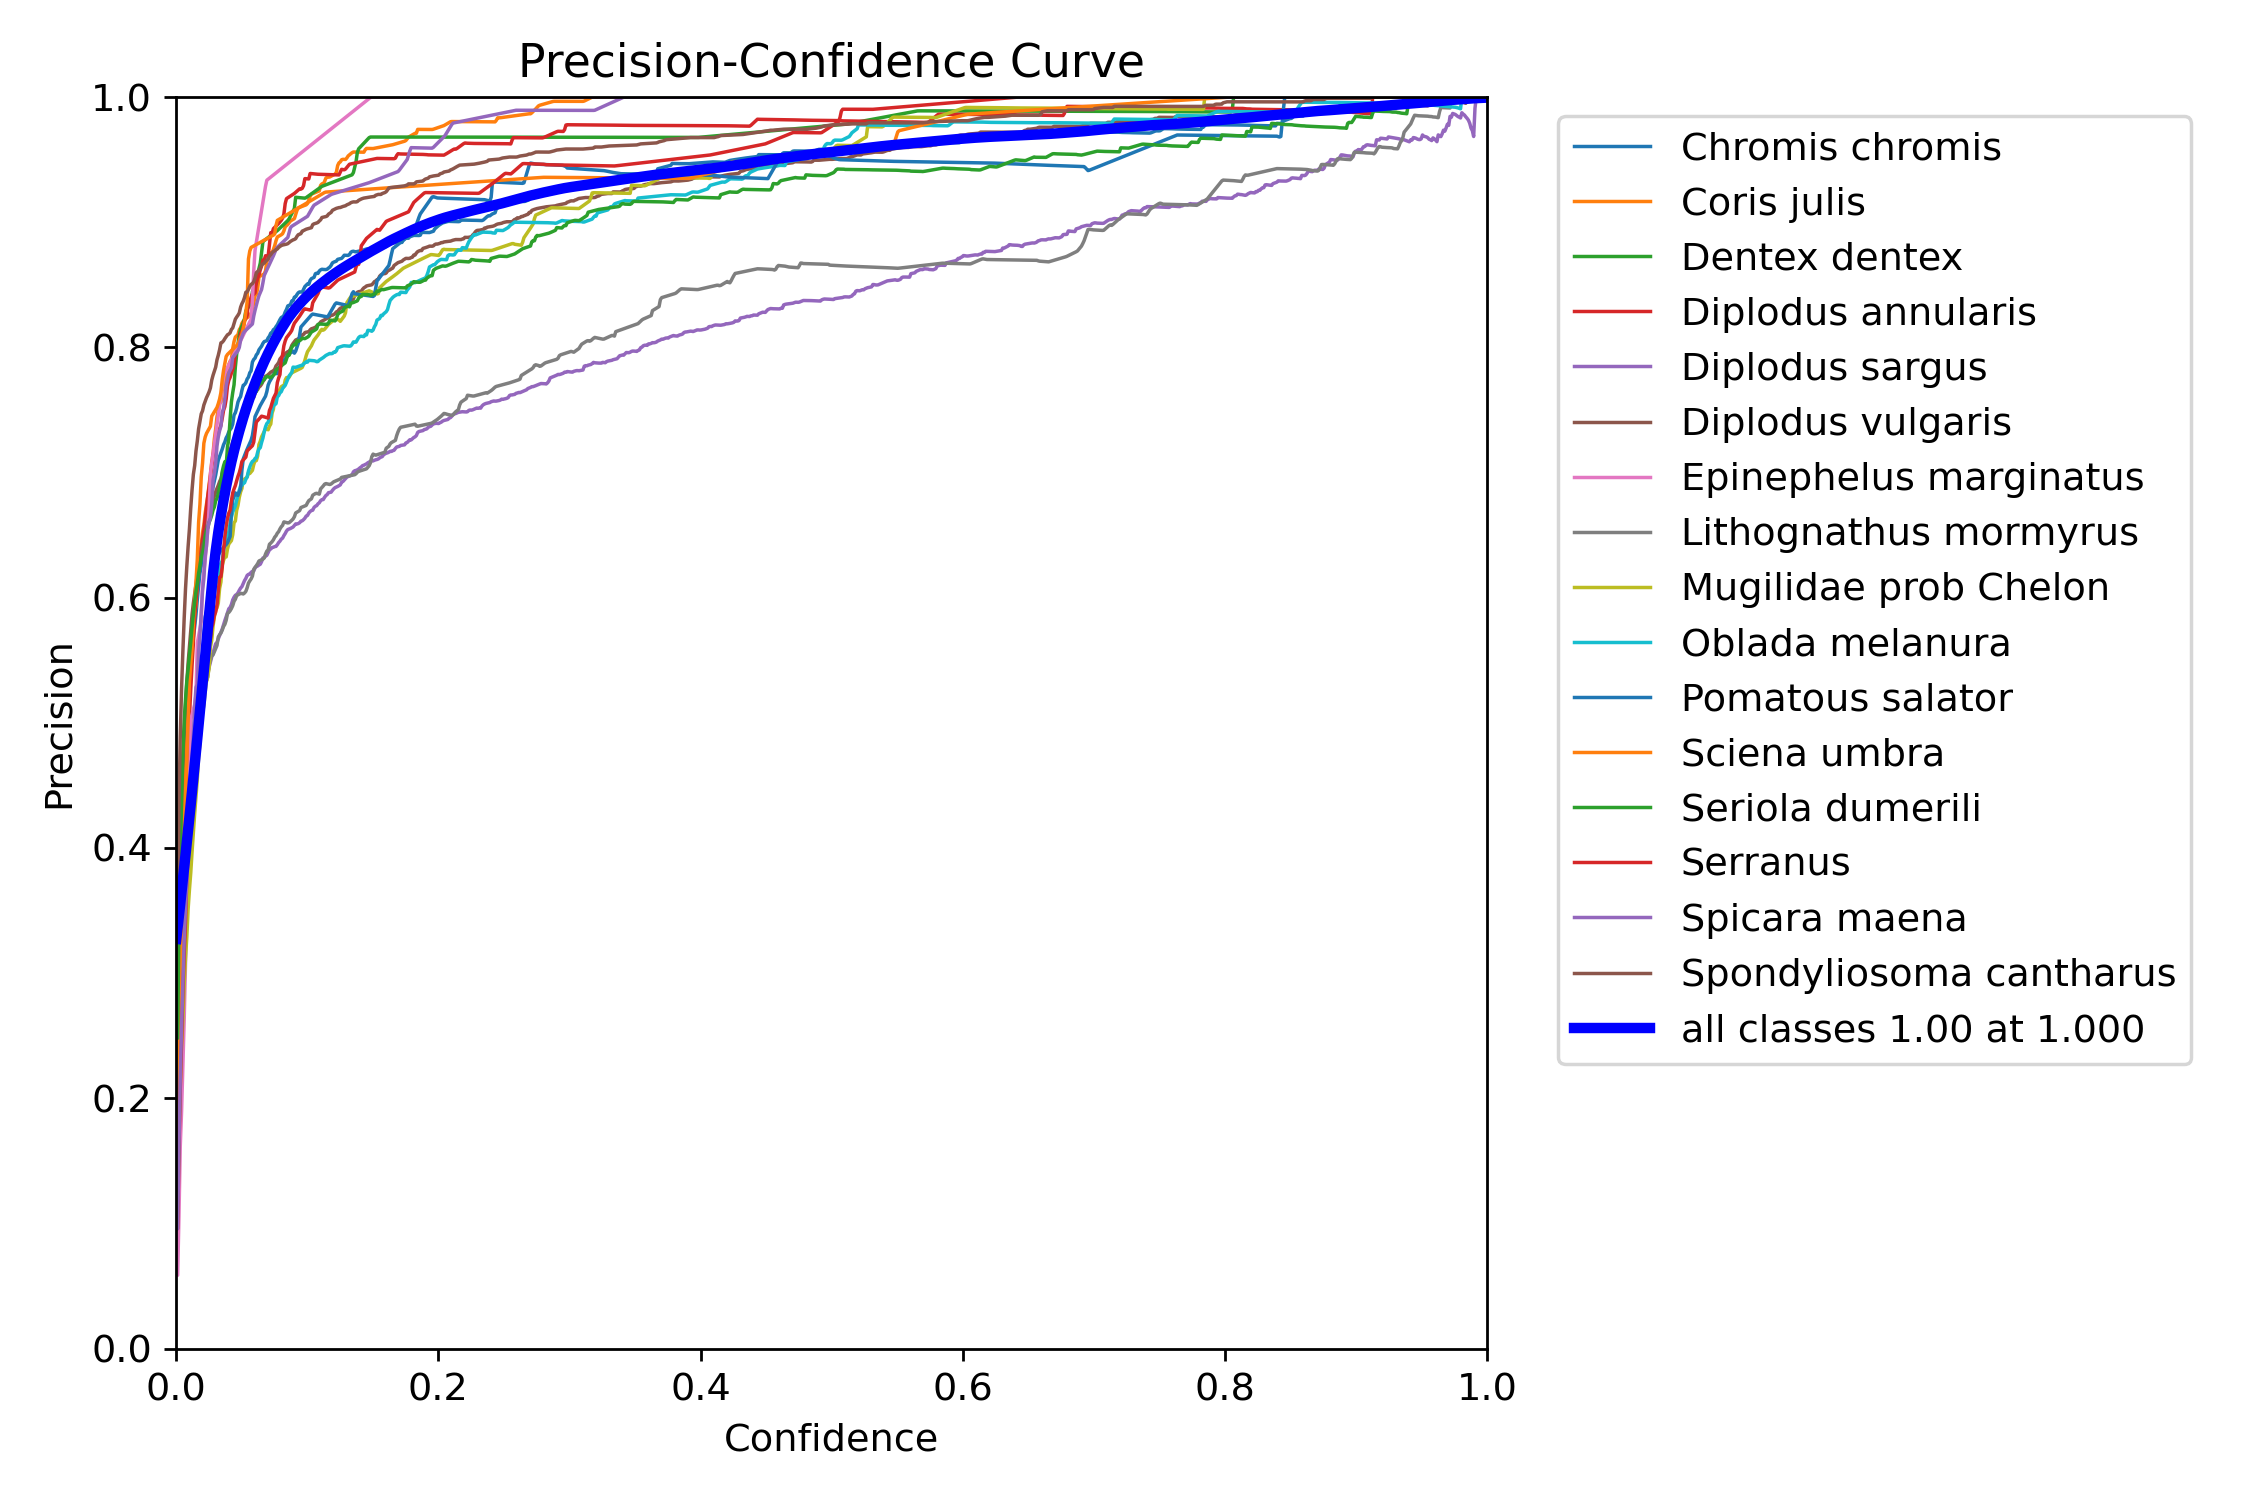 Precision-Confidence Curve
1.0
0.8
0.6
0.4
0.2
0.0
Precision
0.0 0.2 0.4 0.6 0.8 1.0
Confidence
Chromis chromis
Coris julis
Dentex dentex
Diplodus annularis
Diplodus sargus
Diplodus vulgaris
Epinephelus marginatus
Lithognathus mormyrus
Mugilidae prob Chelon
Oblada melanura
Pomatous salator
Sciena umbra
Seriola dumerili
Serranus
Spicara maena
Spondyliosoma cantharus
all classes 1.00 at 1.000